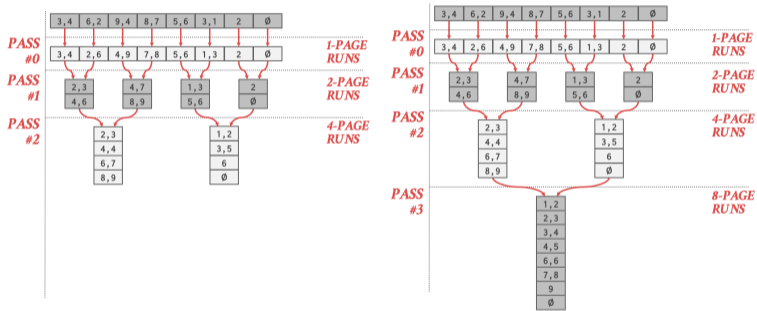 3,4 6,2 9,4 8,7 5,6 3,1 2 Ø
PASS #0
3,4 2,6 4,9 7,8 5,6 1,3 2 Ø
1-PAGE RUNS
PASS #1
2,3 4,7 1,3 2
4,6 8,9 5,6 Ø
2-PAGE RUNS
PASS #2
2,3 1,2
4,4 3,5
6,7 6
8,9 Ø
4-PAGE RUNS
3,4 6,2 9,4 8,7 5,6 3,1 2 Ø
PASS #0
3,4 2,6 4,9 7,8 5,6 1,3 2 Ø
1-PAGE RUNS
PASS #1
2,3 4,7 1,3 2
4,6 8,9 5,6 Ø
2-PAGE RUNS
PASS #2
2,3 1,2
4,4 3,5
6,7 6
8,9 Ø
4-PAGE RUNS
PASS #3
1,2
2,3
3,4
4,5
6,6
7,8
9
Ø
8-PAGE RUNS